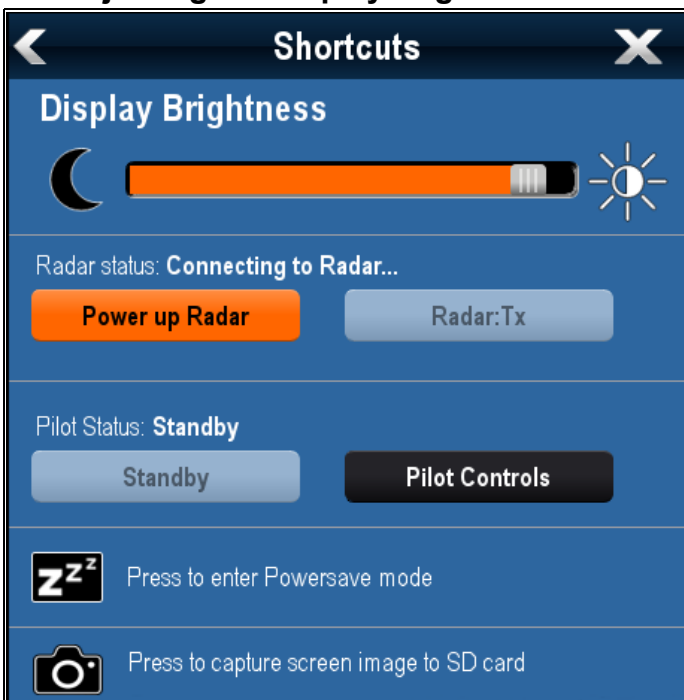 Shortcuts
Display Brightness
Radar status: Connecting to Radar...
Power up Radar
Radar:Tx
Pilot Status: Standby
Standby
Pilot Controls
zzz
Press to enter Powersave mode
Press to capture screen image to SD card